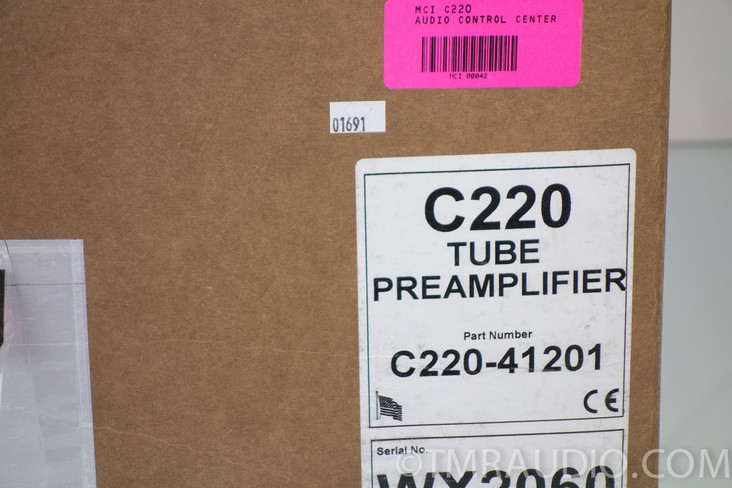 MCI C220
AUDIO CONTROL CENTER
MCI 00042
01691
C220
TUBE
PREAMPLIFIER
Part Number
C220-41201
CE
Serial No.
WX2060
©TMRAUDIO.COM